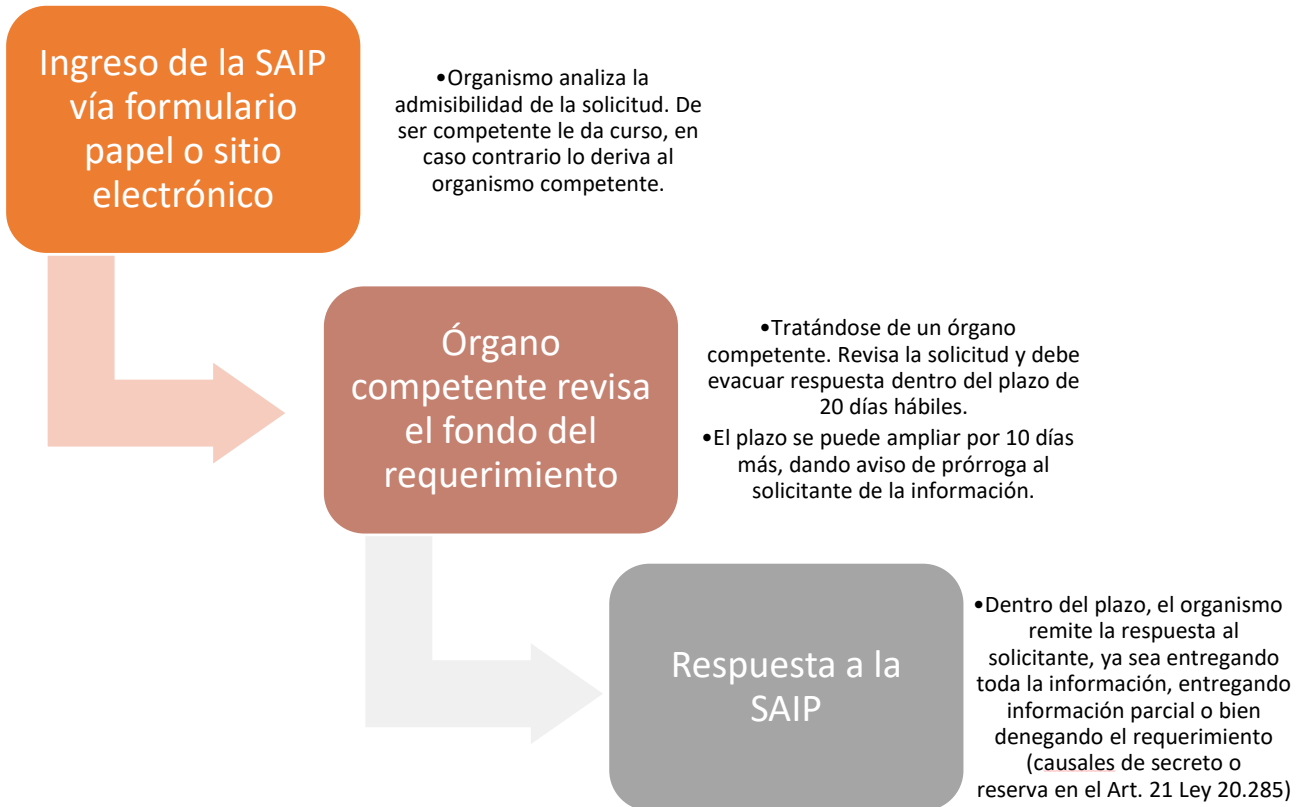 Ingreso de la SAIP
vía formulario
papel o sitio
electrónico
•Organismo analiza la
admisibilidad de la solicitud. De
ser competente le da curso, en
caso contrario lo deriva al
organismo competente.
Órgano
competente revisa
el fondo del
requerimiento
•Tratándose de un órgano
competente. Revisa la solicitud y debe
evacuar respuesta dentro del plazo de
20 días hábiles.
•El plazo se puede ampliar por 10 días
más, dando aviso de prórroga al
solicitante de la información.
Respuesta a la
SAIP
•Dentro del plazo, el organismo
remite la respuesta al
solicitante, ya sea entregando
toda la información, entregando
información parcial o bien
denegando el requerimiento
(causales de secreto o
reserva en el Art. 21 Ley 20.285)